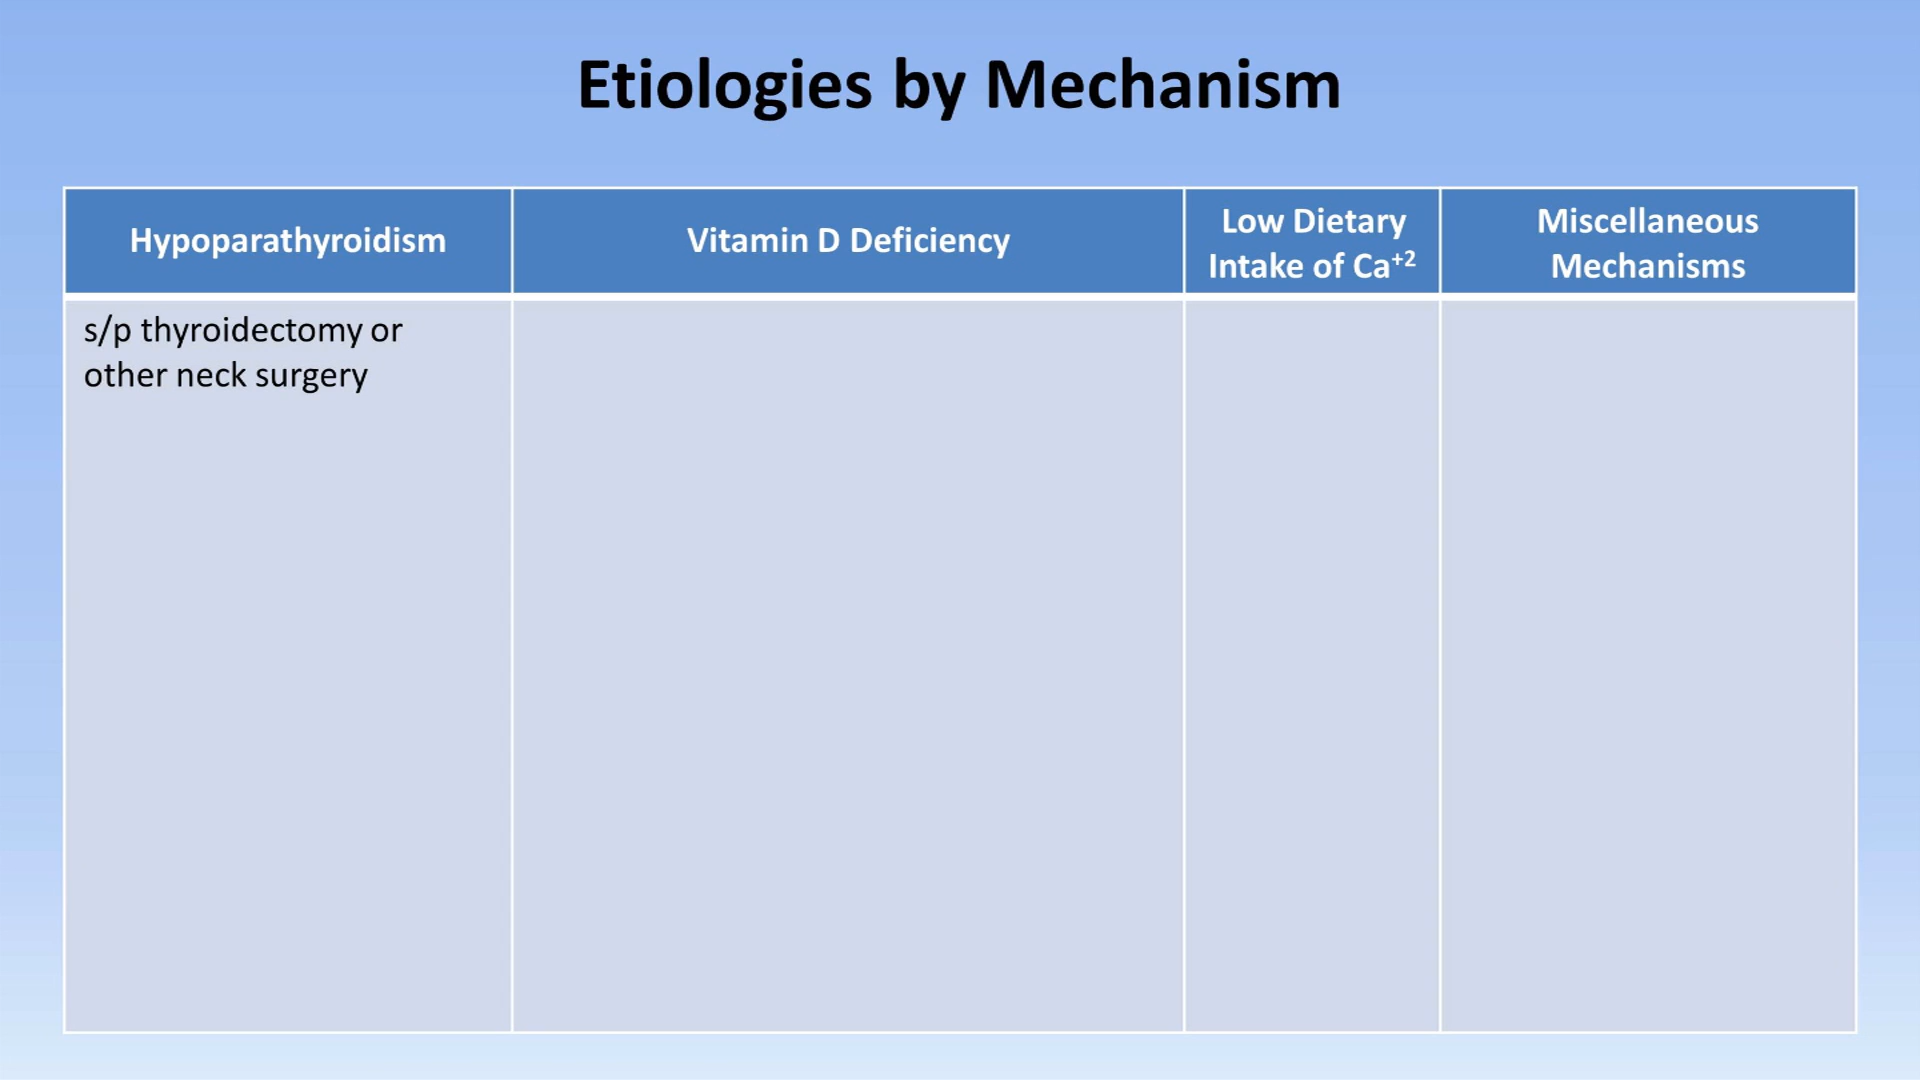 Etiologies by Mechanism
Hypoparathyroidism
Vitamin D Deficiency
Low Dietary
Intake of Ca⁺²
Miscellaneous
Mechanisms
s/p thyroidectomy or
other neck surgery